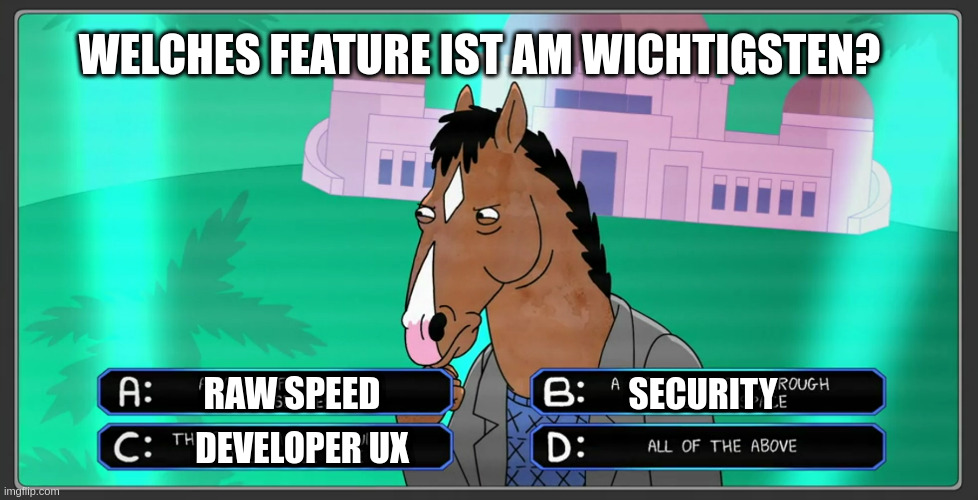 WELCHES FEATURE IST AM WICHTIGSTEN?
A: RAW SPEED
B: SECURITY
C: DEVELOPER UX
D: ALL OF THE ABOVE
imgflip.com